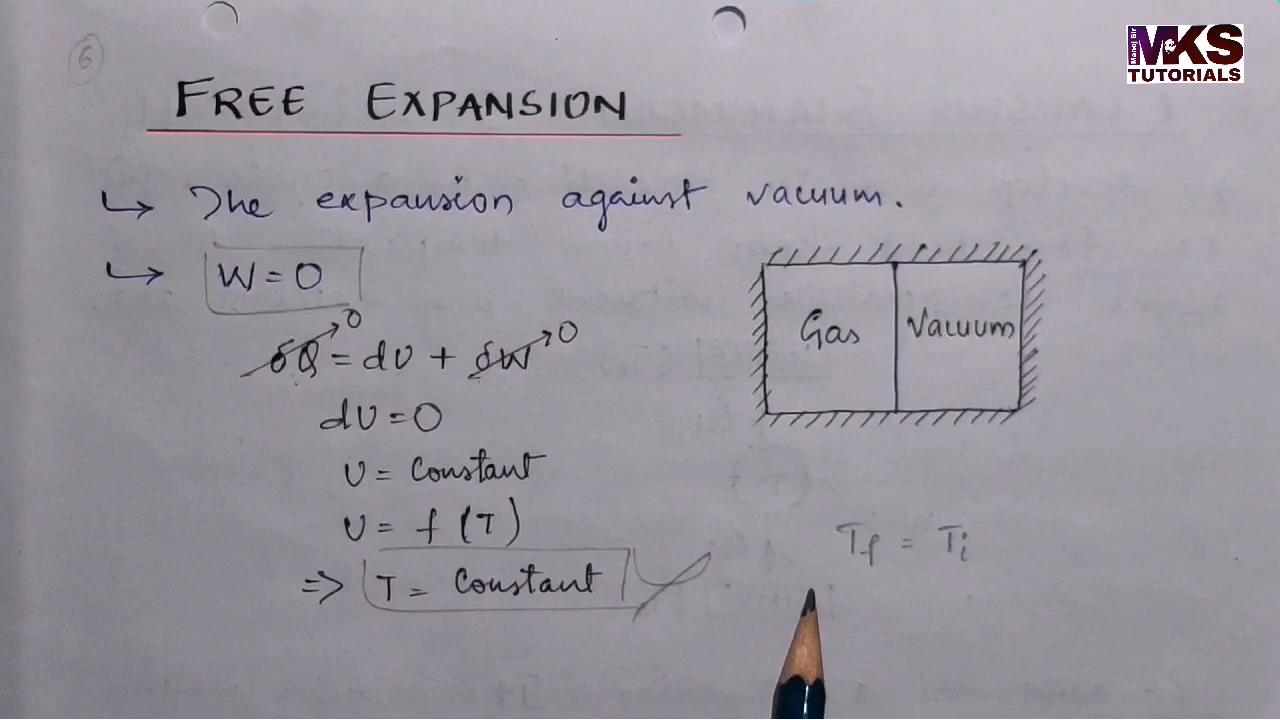 6
Manoj Sir
MKS
TUTORIALS
FREE EXPANSION
↳ The expansion against vacuum.
↳ W = 0
δQ→0 = dU + δW→0
dU = 0
U = Constant
U = f (T)
=> T = Constant
Gas
Vacuum
Tf = Ti